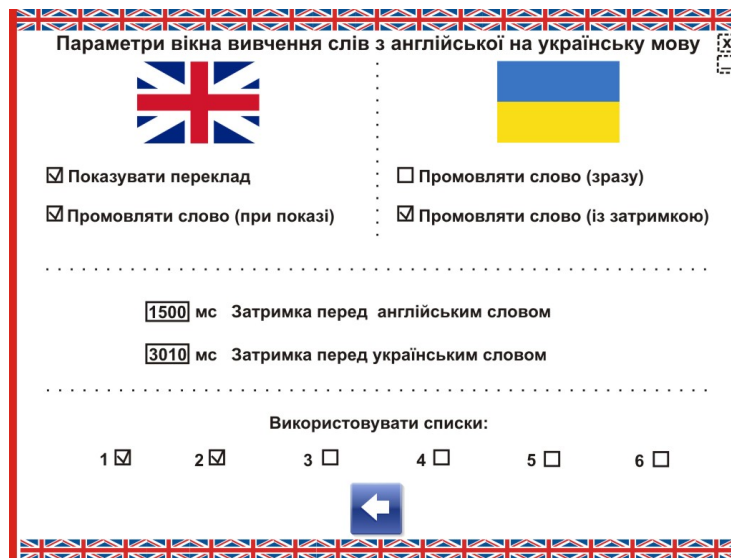 Параметри вікна вивчення слів з англійської на українську мову
X
Показувати переклад
Промовляти слово (при показі)
Промовляти слово (зразу)
Промовляти слово (із затримкою)
1500 мс Затримка перед англійським словом
3010 мс Затримка перед українським словом
Використовувати списки:
1 2 3 4 5 6